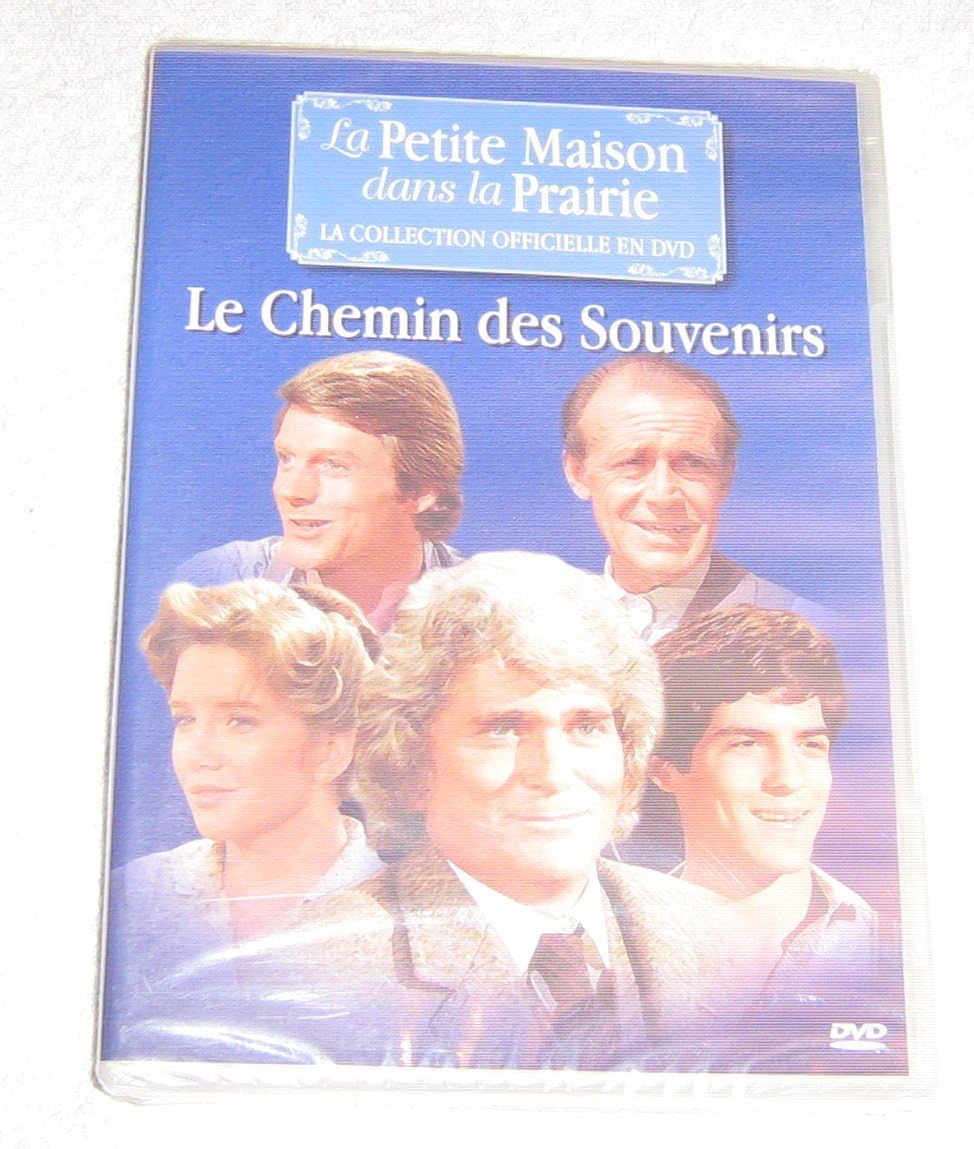 La Petite Maison
dans la Prairie
LA COLLECTION OFFICIELLE EN DVD
Le Chemin des Souvenirs
DVD